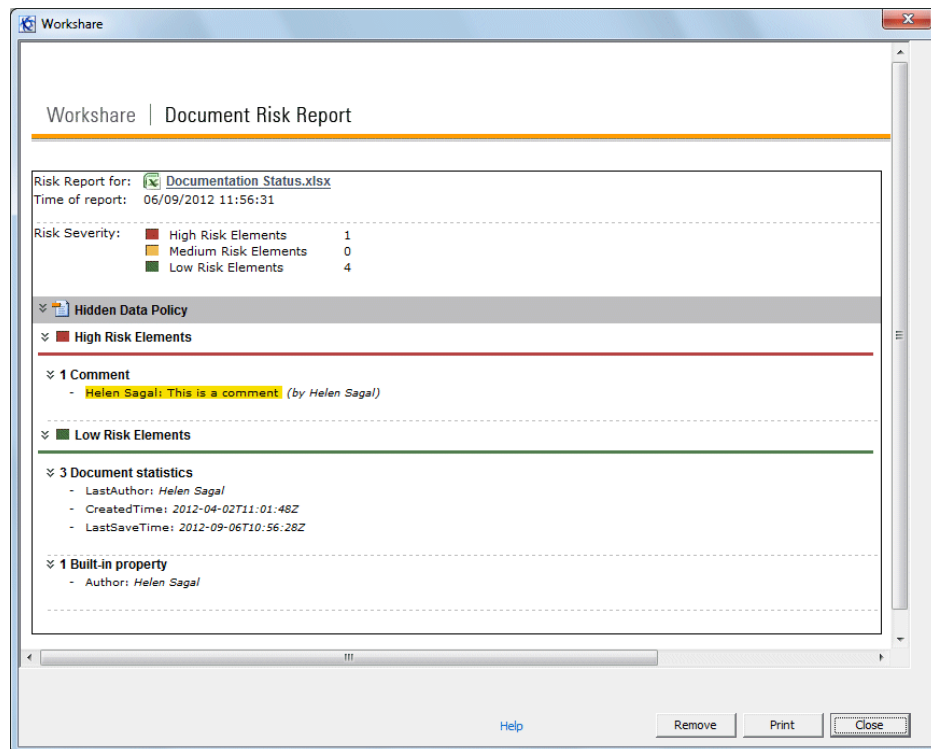 Workshare
Workshare | Document Risk Report
Risk Report for: Documentation Status.xlsx
Time of report: 06/09/2012 11:56:31
Risk Severity: High Risk Elements 1
Medium Risk Elements 0
Low Risk Elements 4
Hidden Data Policy
High Risk Elements
1 Comment
- Helen Sagal: This is a comment (by Helen Sagal)
Low Risk Elements
3 Document statistics
- LastAuthor: Helen Sagal
- CreatedTime: 2012-04-02T11:01:48Z
- LastSaveTime: 2012-09-06T10:56:28Z
1 Built-in property
- Author: Helen Sagal
Help Remove Print Close